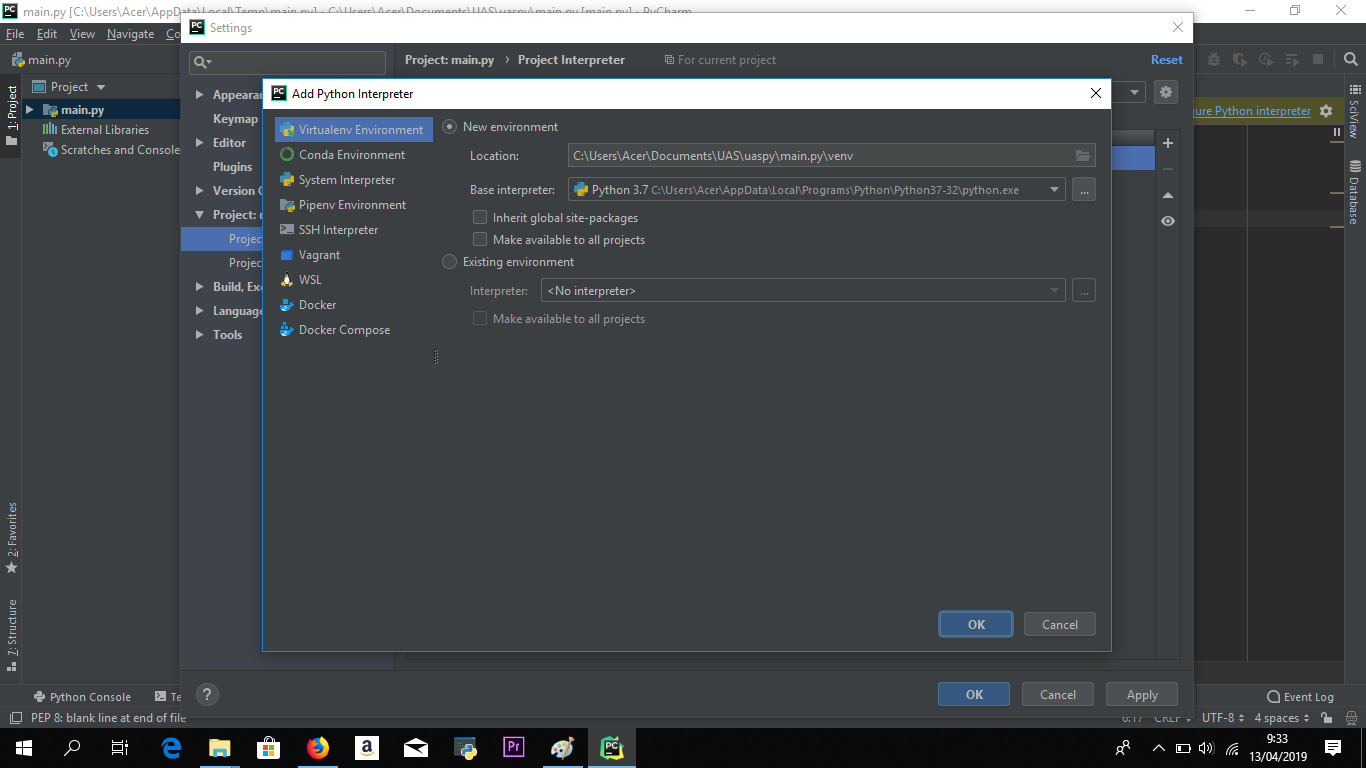 main.py [C:\Users\Acer\AppData\Local\Temp\main.py] - C:\Users\Acer\Documents\UAS\uaspy\main.py [main.py] - PyCharm
File Edit View Navigate Co
Settings
main.py
Project: main.py › Project Interpreter For current project Reset
1: Project
Project
main.py
External Libraries
Scratches and Console
Appearan
Keymap
Editor
Plugins
Version C
Project: m
Projec
Projec
Build, Exe
Language
Tools
Add Python Interpreter
Virtualenv Environment
Conda Environment
System Interpreter
Pipenv Environment
SSH Interpreter
Vagrant
WSL
Docker
Docker Compose
New environment
Location: C:\Users\Acer\Documents\UAS\uaspy\main.py\venv
Base interpreter: Python 3.7 C:\Users\Acer\AppData\Local\Programs\Python\Python37-32\python.exe ...
Inherit global site-packages
Make available to all projects
Existing environment
Interpreter: <No interpreter> ...
Make available to all projects
OK Cancel
ure Python interpreter
SciView
Database
2: Favorites
7: Structure
? OK Cancel Apply
Python Console Te Event Log
PEP 8: blank line at end of file CRLF UTF-8 4 spaces
9:33
13/04/2019